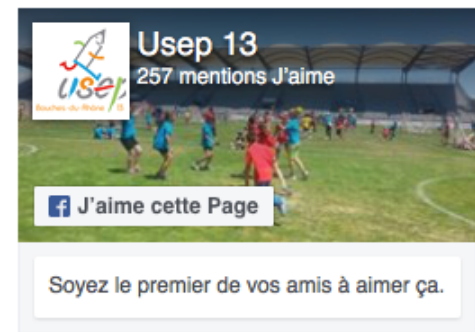 Usep 13
257 mentions J'aime
usep
Bouches-du-Rhône 13
J'aime cette Page
Soyez le premier de vos amis à aimer ça.